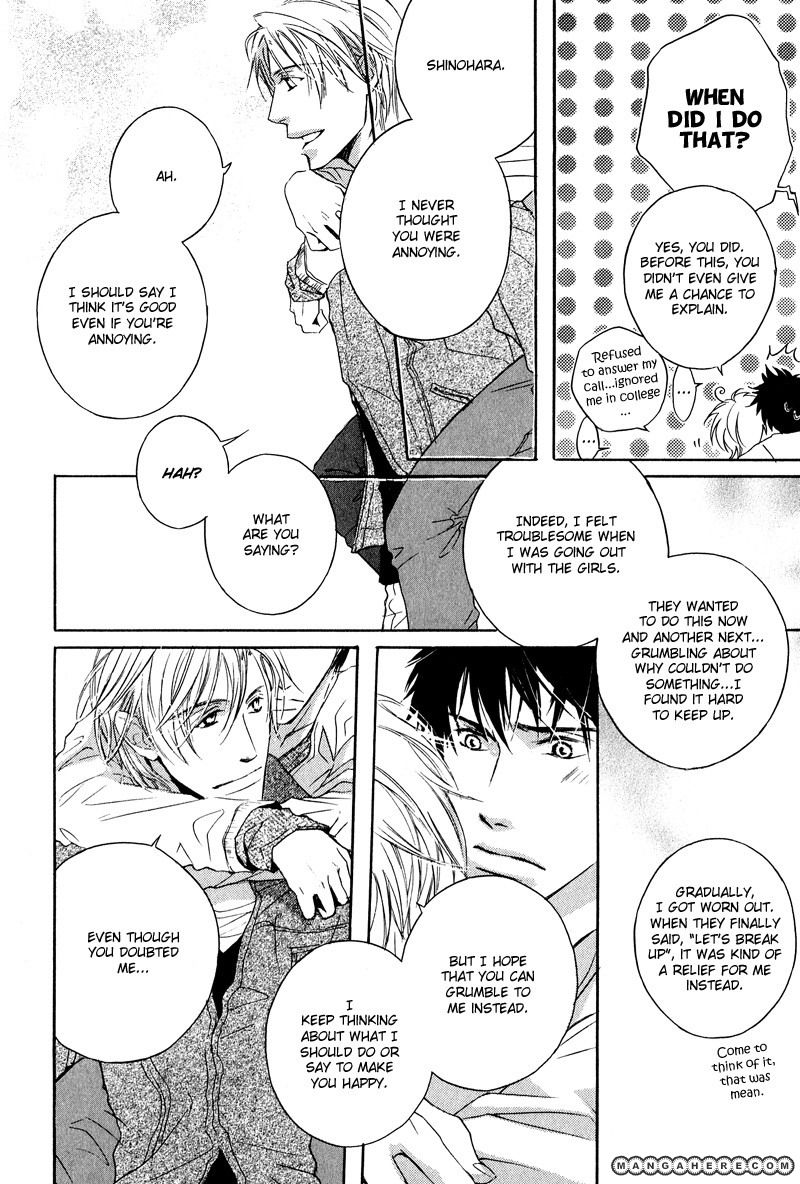 WHEN
DID I DO
THAT?
YES, YOU DID.
BEFORE THIS, YOU
DIDN'T EVEN GIVE
ME A CHANCE TO
EXPLAIN.
Refused
to answer my
call...ignored
me in college
...
...
...
SHINOHARA.
I NEVER
THOUGHT
YOU WERE
ANNOYING.
AH.
I SHOULD SAY I
THINK IT'S GOOD
EVEN IF YOU'RE
ANNOYING.
HAH?
WHAT
ARE YOU
SAYING?
INDEED, I FELT
TROUBLESOME WHEN
I WAS GOING OUT
WITH THE GIRLS.
THEY WANTED
TO DO THIS NOW
AND ANOTHER NEXT...
GRUMBLING ABOUT
WHY COULDN'T DO
SOMETHING...I
FOUND IT HARD
TO KEEP UP.
GRADUALLY,
I GOT WORN OUT.
WHEN THEY FINALLY
SAID, "LET'S BREAK
UP", IT WAS KIND OF
A RELIEF FOR ME
INSTEAD.
Come to
think of it,
that was
mean.
BUT I HOPE
THAT YOU CAN
GRUMBLE TO
ME INSTEAD.
I
KEEP THINKING
ABOUT WHAT I
SHOULD DO OR
SAY TO MAKE
YOU HAPPY.
EVEN THOUGH
YOU DOUBTED
ME...
MANGAHERE.COM